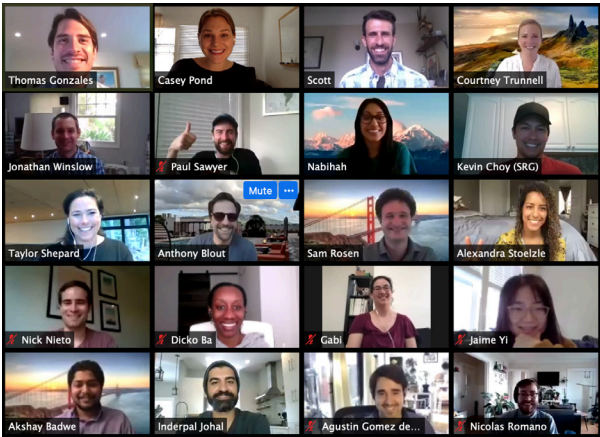 Thomas Gonzales
Casey Pond
Scott
Courtney Trunnell
Jonathan Winslow
Paul Sawyer
Nabihah
Kevin Choy (SRG)
Mute
Taylor Shepard
Anthony Blout
Sam Rosen
Alexandra Stoelzle
Nick Nieto
Dicko Ba
Gabi
Jaime Yi
Akshay Badwe
Inderpal Johal
Agustin Gomez de...
Nicolas Romano